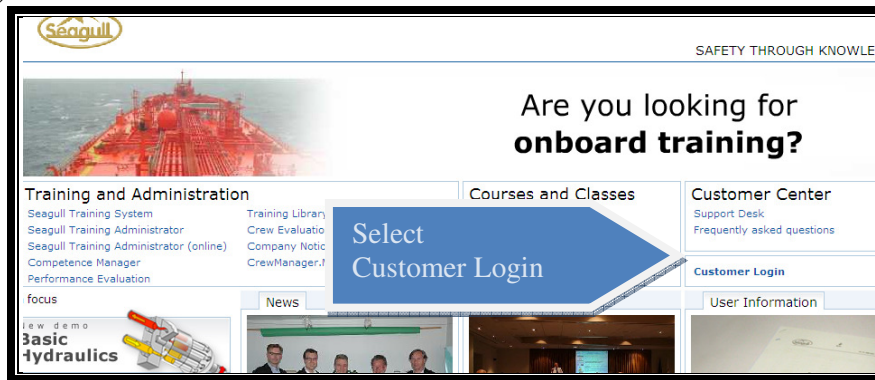 Seagull
SAFETY THROUGH KNOWLE
Are you looking for
onboard training?
Training and Administration
Seagull Training System
Seagull Training Administrator
Seagull Training Administrator (online)
Competence Manager
Performance Evaluation
Training Library
Crew Evaluatio
Company Notic
CrewManager.N
Select
Customer Login
Courses and Classes
Customer Center
Support Desk
Frequently asked questions
Customer Login
focus
New demo
Basic
Hydraulics
News
User Information